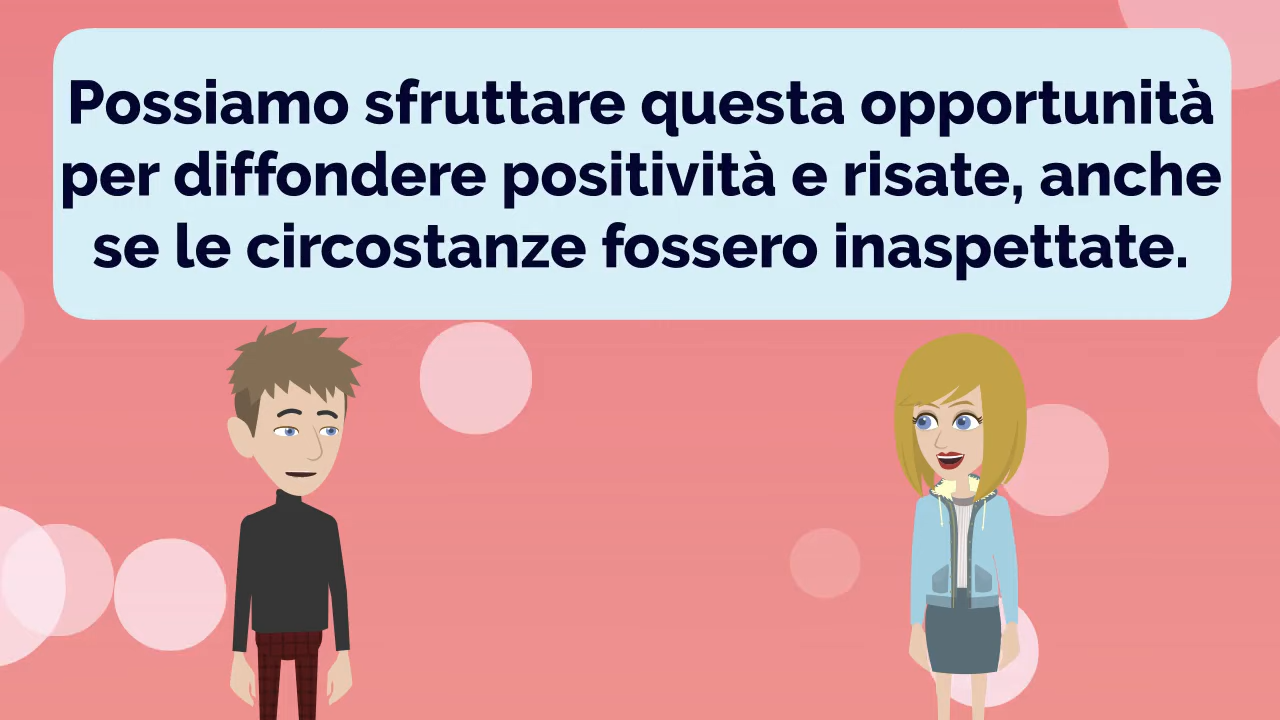 Possiamo sfruttare questa opportunità
per diffondere positività e risate, anche
se le circostanze fossero inaspettate.